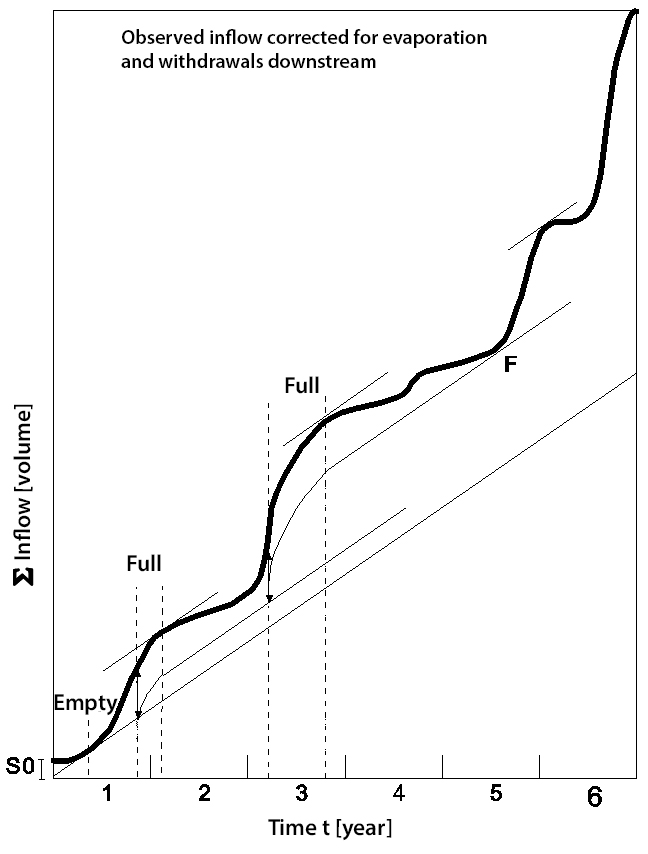 Observed inflow corrected for evaporation
and withdrawals downstream
Full
F
Σ Inflow [volume]
Full
Empty
S0
1 2 3 4 5 6
Time t [year]